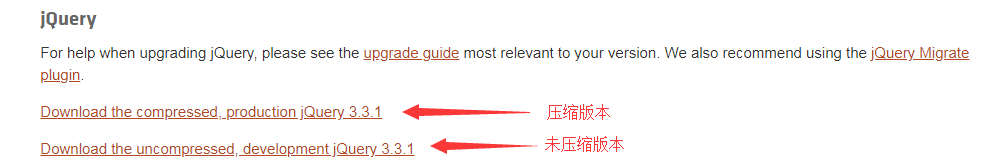 jQuery
For help when upgrading jQuery, please see the upgrade guide most relevant to your version. We also recommend using the jQuery Migrate
plugin.
Download the compressed, production jQuery 3.3.1 压缩版本
Download the uncompressed, development jQuery 3.3.1 未压缩版本